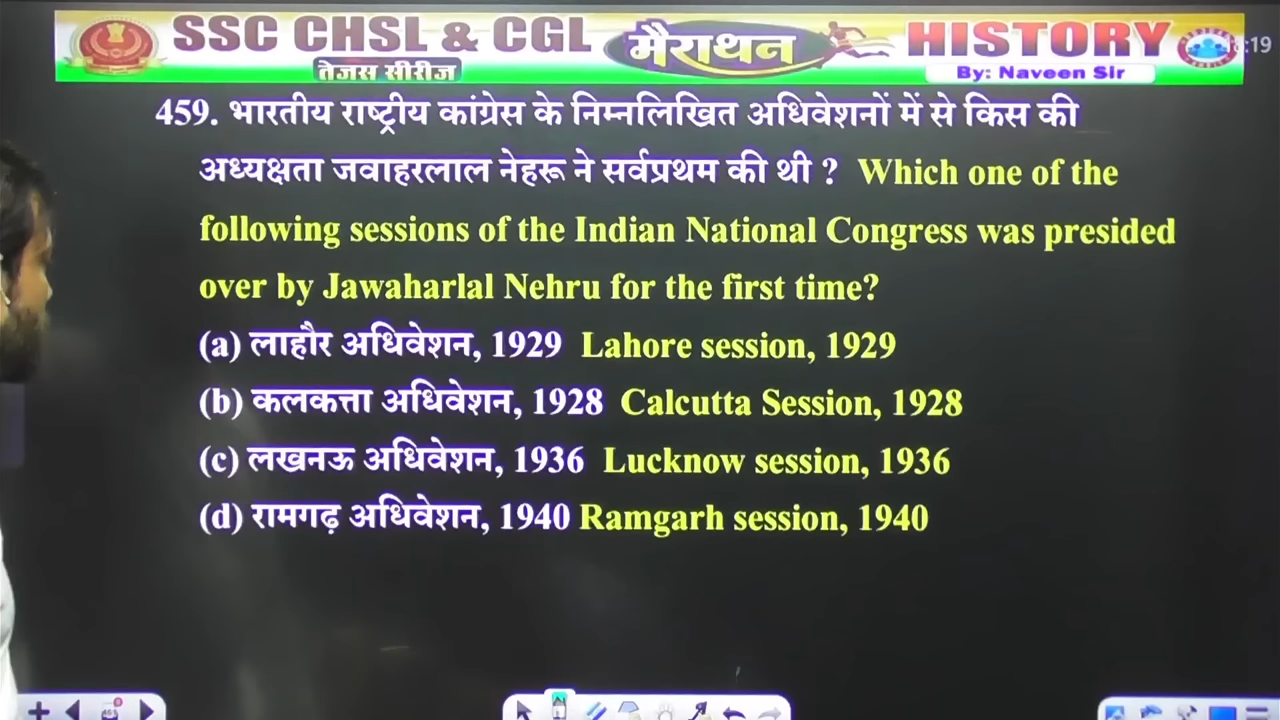 SSC CHSL & CGL मैराथन HISTORY
तेजस सीरीज By: Naveen Sir
459. भारतीय राष्ट्रीय कांग्रेस के निम्नलिखित अधिवेशनों में से किस की
अध्यक्षता जवाहरलाल नेहरू ने सर्वप्रथम की थी ? Which one of the
following sessions of the Indian National Congress was presided
over by Jawaharlal Nehru for the first time?
(a) लाहौर अधिवेशन, 1929 Lahore session, 1929
(b) कलकत्ता अधिवेशन, 1928 Calcutta Session, 1928
(c) लखनऊ अधिवेशन, 1936 Lucknow session, 1936
(d) रामगढ़ अधिवेशन, 1940 Ramgarh session, 1940